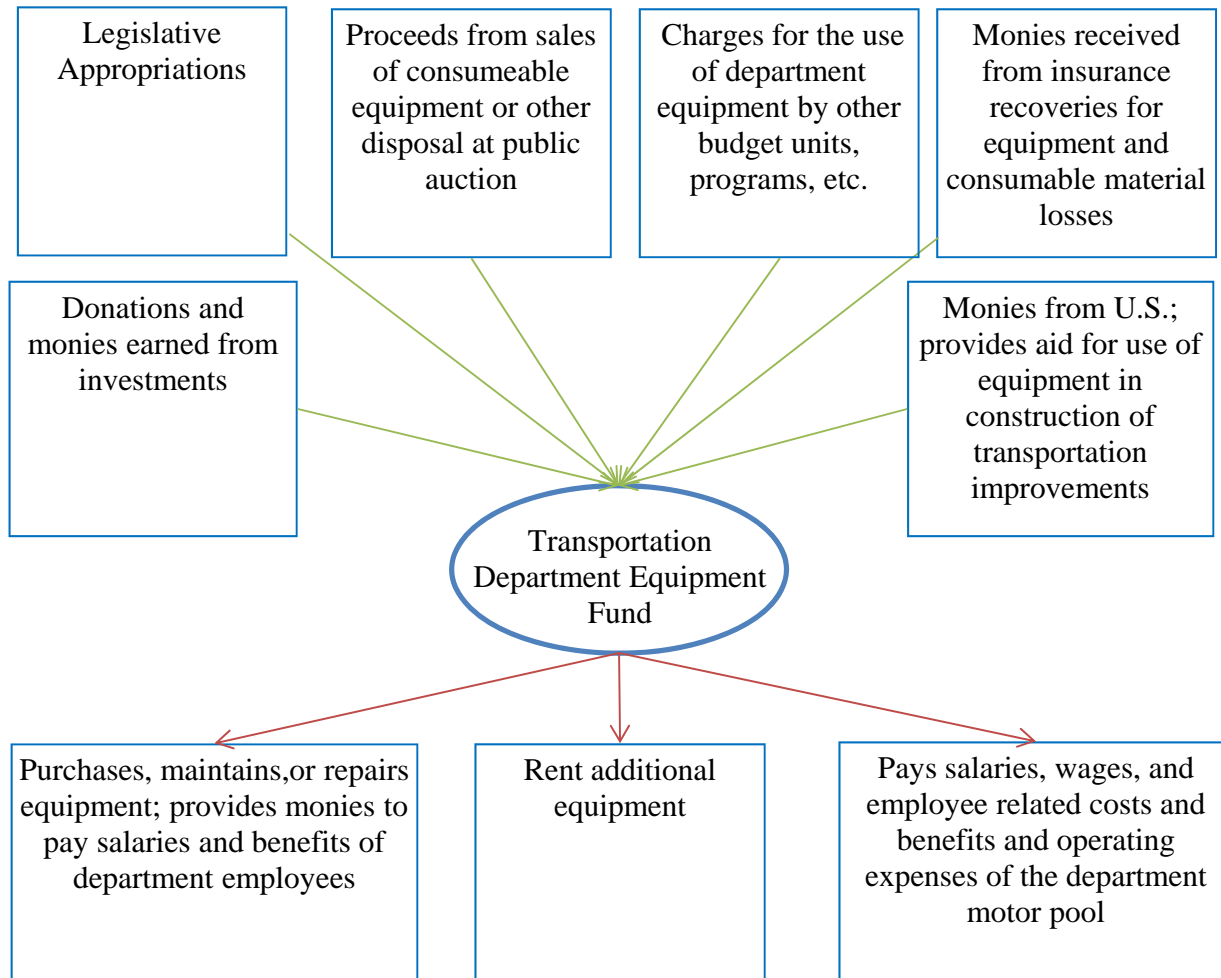 Legislative
Appropriations
Proceeds from sales
of consumeable
equipment or other
disposal at public
auction
Charges for the use
of department
equipment by other
budget units,
programs, etc.
Monies received
from insurance
recoveries for
equipment and
consumable material
losses
Donations and
monies earned from
investments
Monies from U.S.;
provides aid for use of
equipment in
construction of
transportation
improvements
Transportation
Department Equipment
Fund
Purchases, maintains,or repairs
equipment; provides monies to
pay salaries and benefits of
department employees
Rent additional
equipment
Pays salaries, wages, and
employee related costs and
benefits and operating
expenses of the department
motor pool